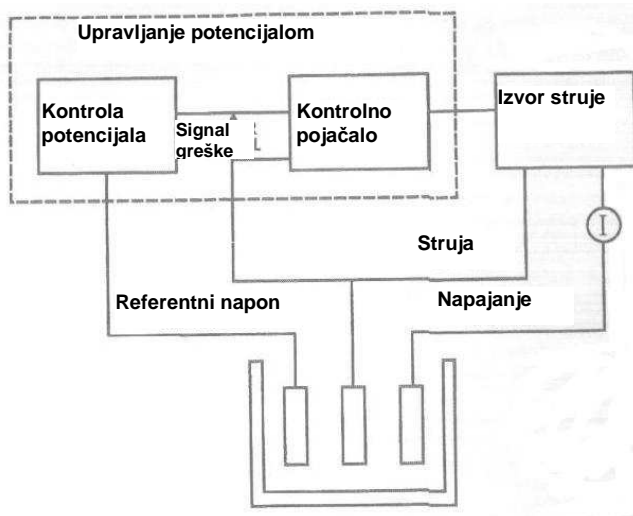 Upravljanje potencijalom
Kontrola
potencijala
Signal
greške
Kontrolno
pojačalo
Izvor struje
I
Struja
Referentni napon
Napajanje